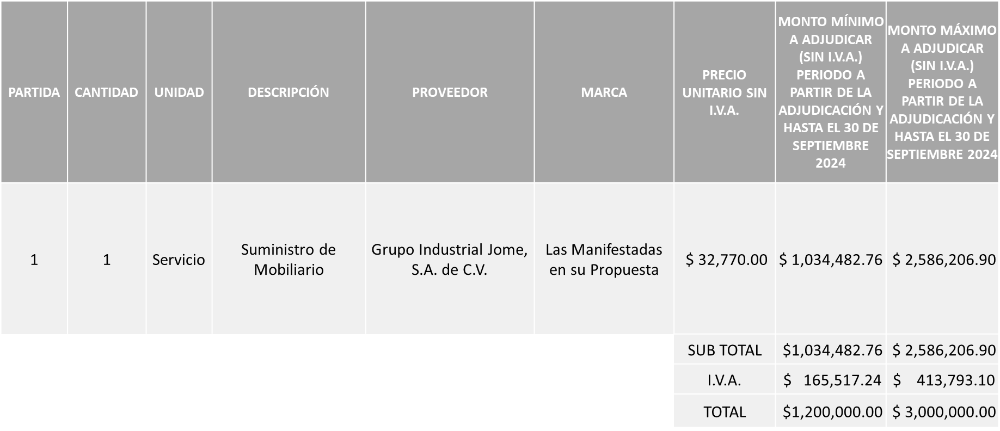 PARTIDA
CANTIDAD
UNIDAD
DESCRIPCIÓN
PROVEEDOR
MARCA
PRECIO
UNITARIO SIN
I.V.A.
MONTO MÍNIMO
A ADJUDICAR
(SIN I.V.A.)
PERIODO A
PARTIR DE LA
ADJUDICACIÓN Y
HASTA EL 30 DE
SEPTIEMBRE
2024
MONTO MÁXIMO
A ADJUDICAR
(SIN I.V.A.)
PERIODO A
PARTIR DE LA
ADJUDICACIÓN Y
HASTA EL 30 DE
SEPTIEMBRE 2024
1
1
Servicio
Suministro de
Mobiliario
Grupo Industrial Jome,
S.A. de C.V.
Las Manifestadas
en su Propuesta
$ 32,770.00
$ 1,034,482.76
$ 2,586,206.90
SUB TOTAL
$1,034,482.76
$ 2,586,206.90
I.V.A.
$ 165,517.24
$ 413,793.10
TOTAL
$1,200,000.00
$ 3,000,000.00